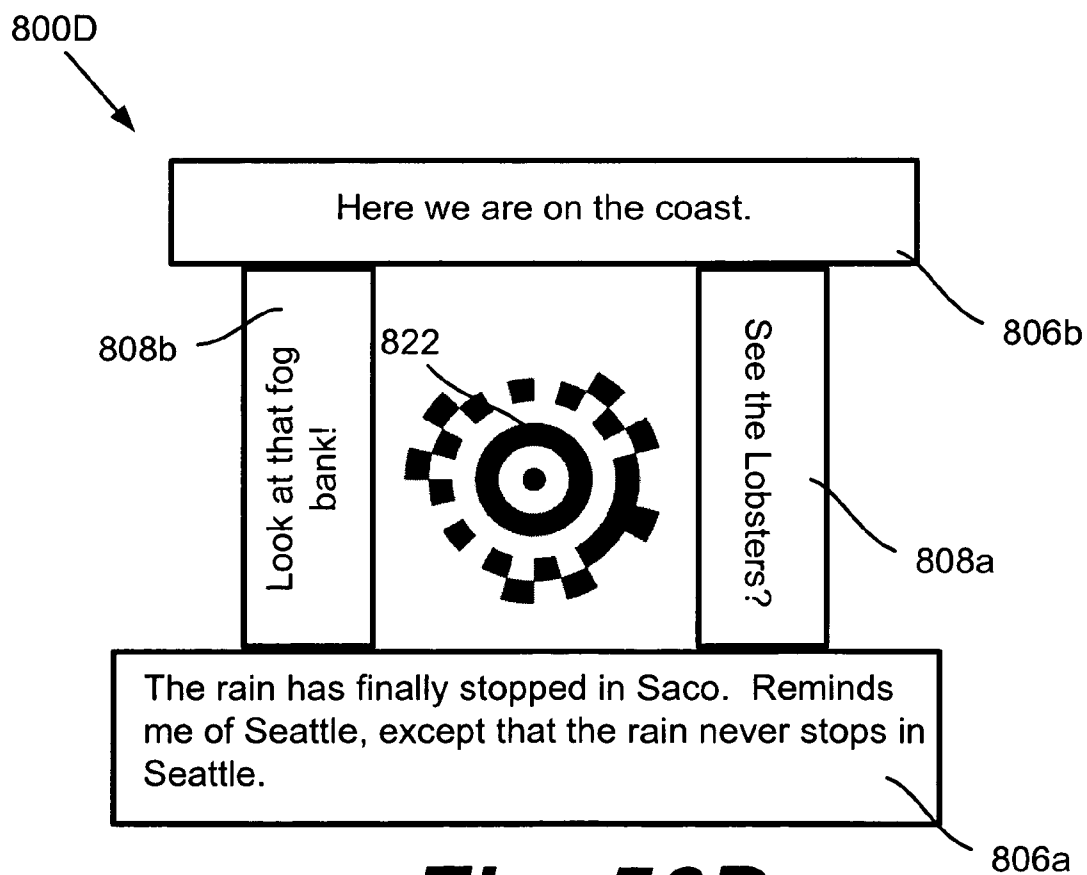 800D
Here we are on the coast.
806b
808b
822
Look at that fog
bank!
See the Lobsters?
808a
The rain has finally stopped in Saco.  Reminds
me of Seattle, except that the rain never stops in
Seattle.
806a